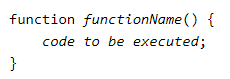 function functionName() {
    code to be executed;
}